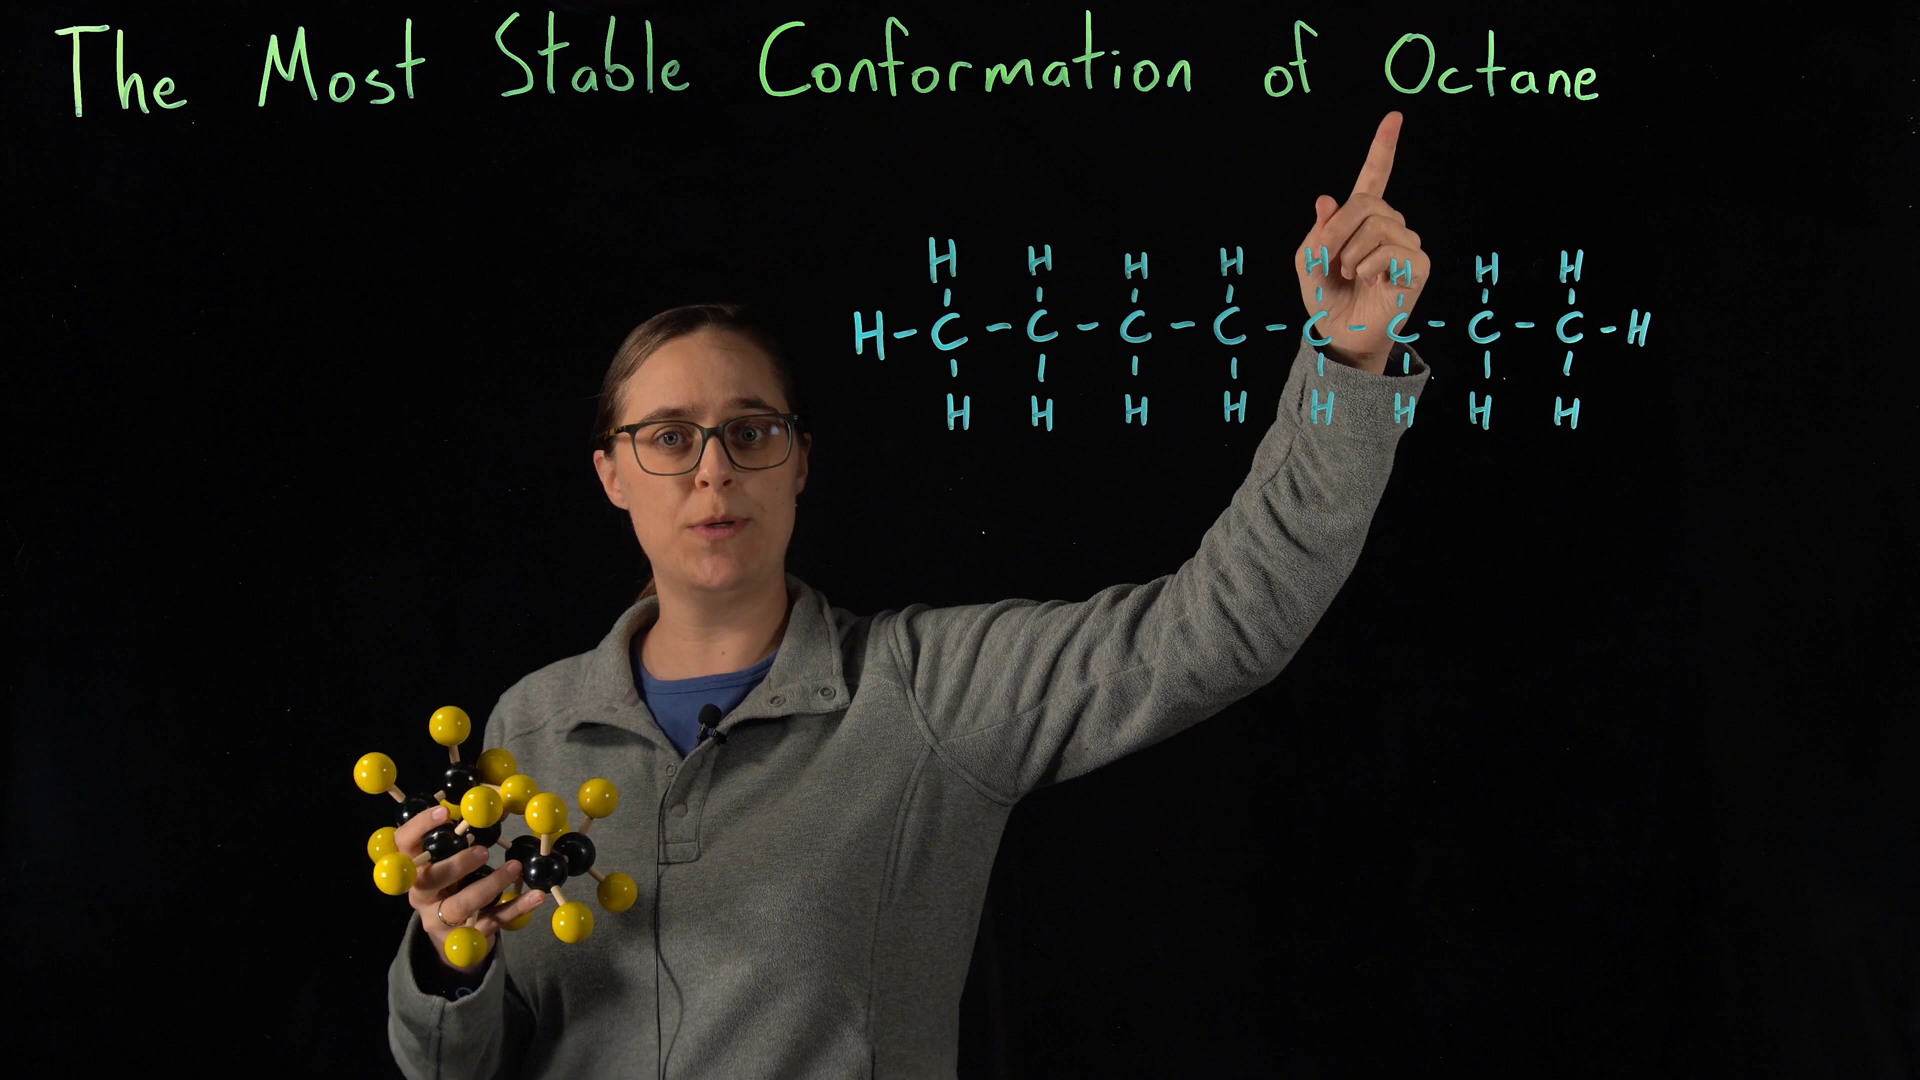 The Most Stable Conformation of Octane
H H H H H H H H
H-C-C-C-C-C-C-C-C-H
H H H H H H H H